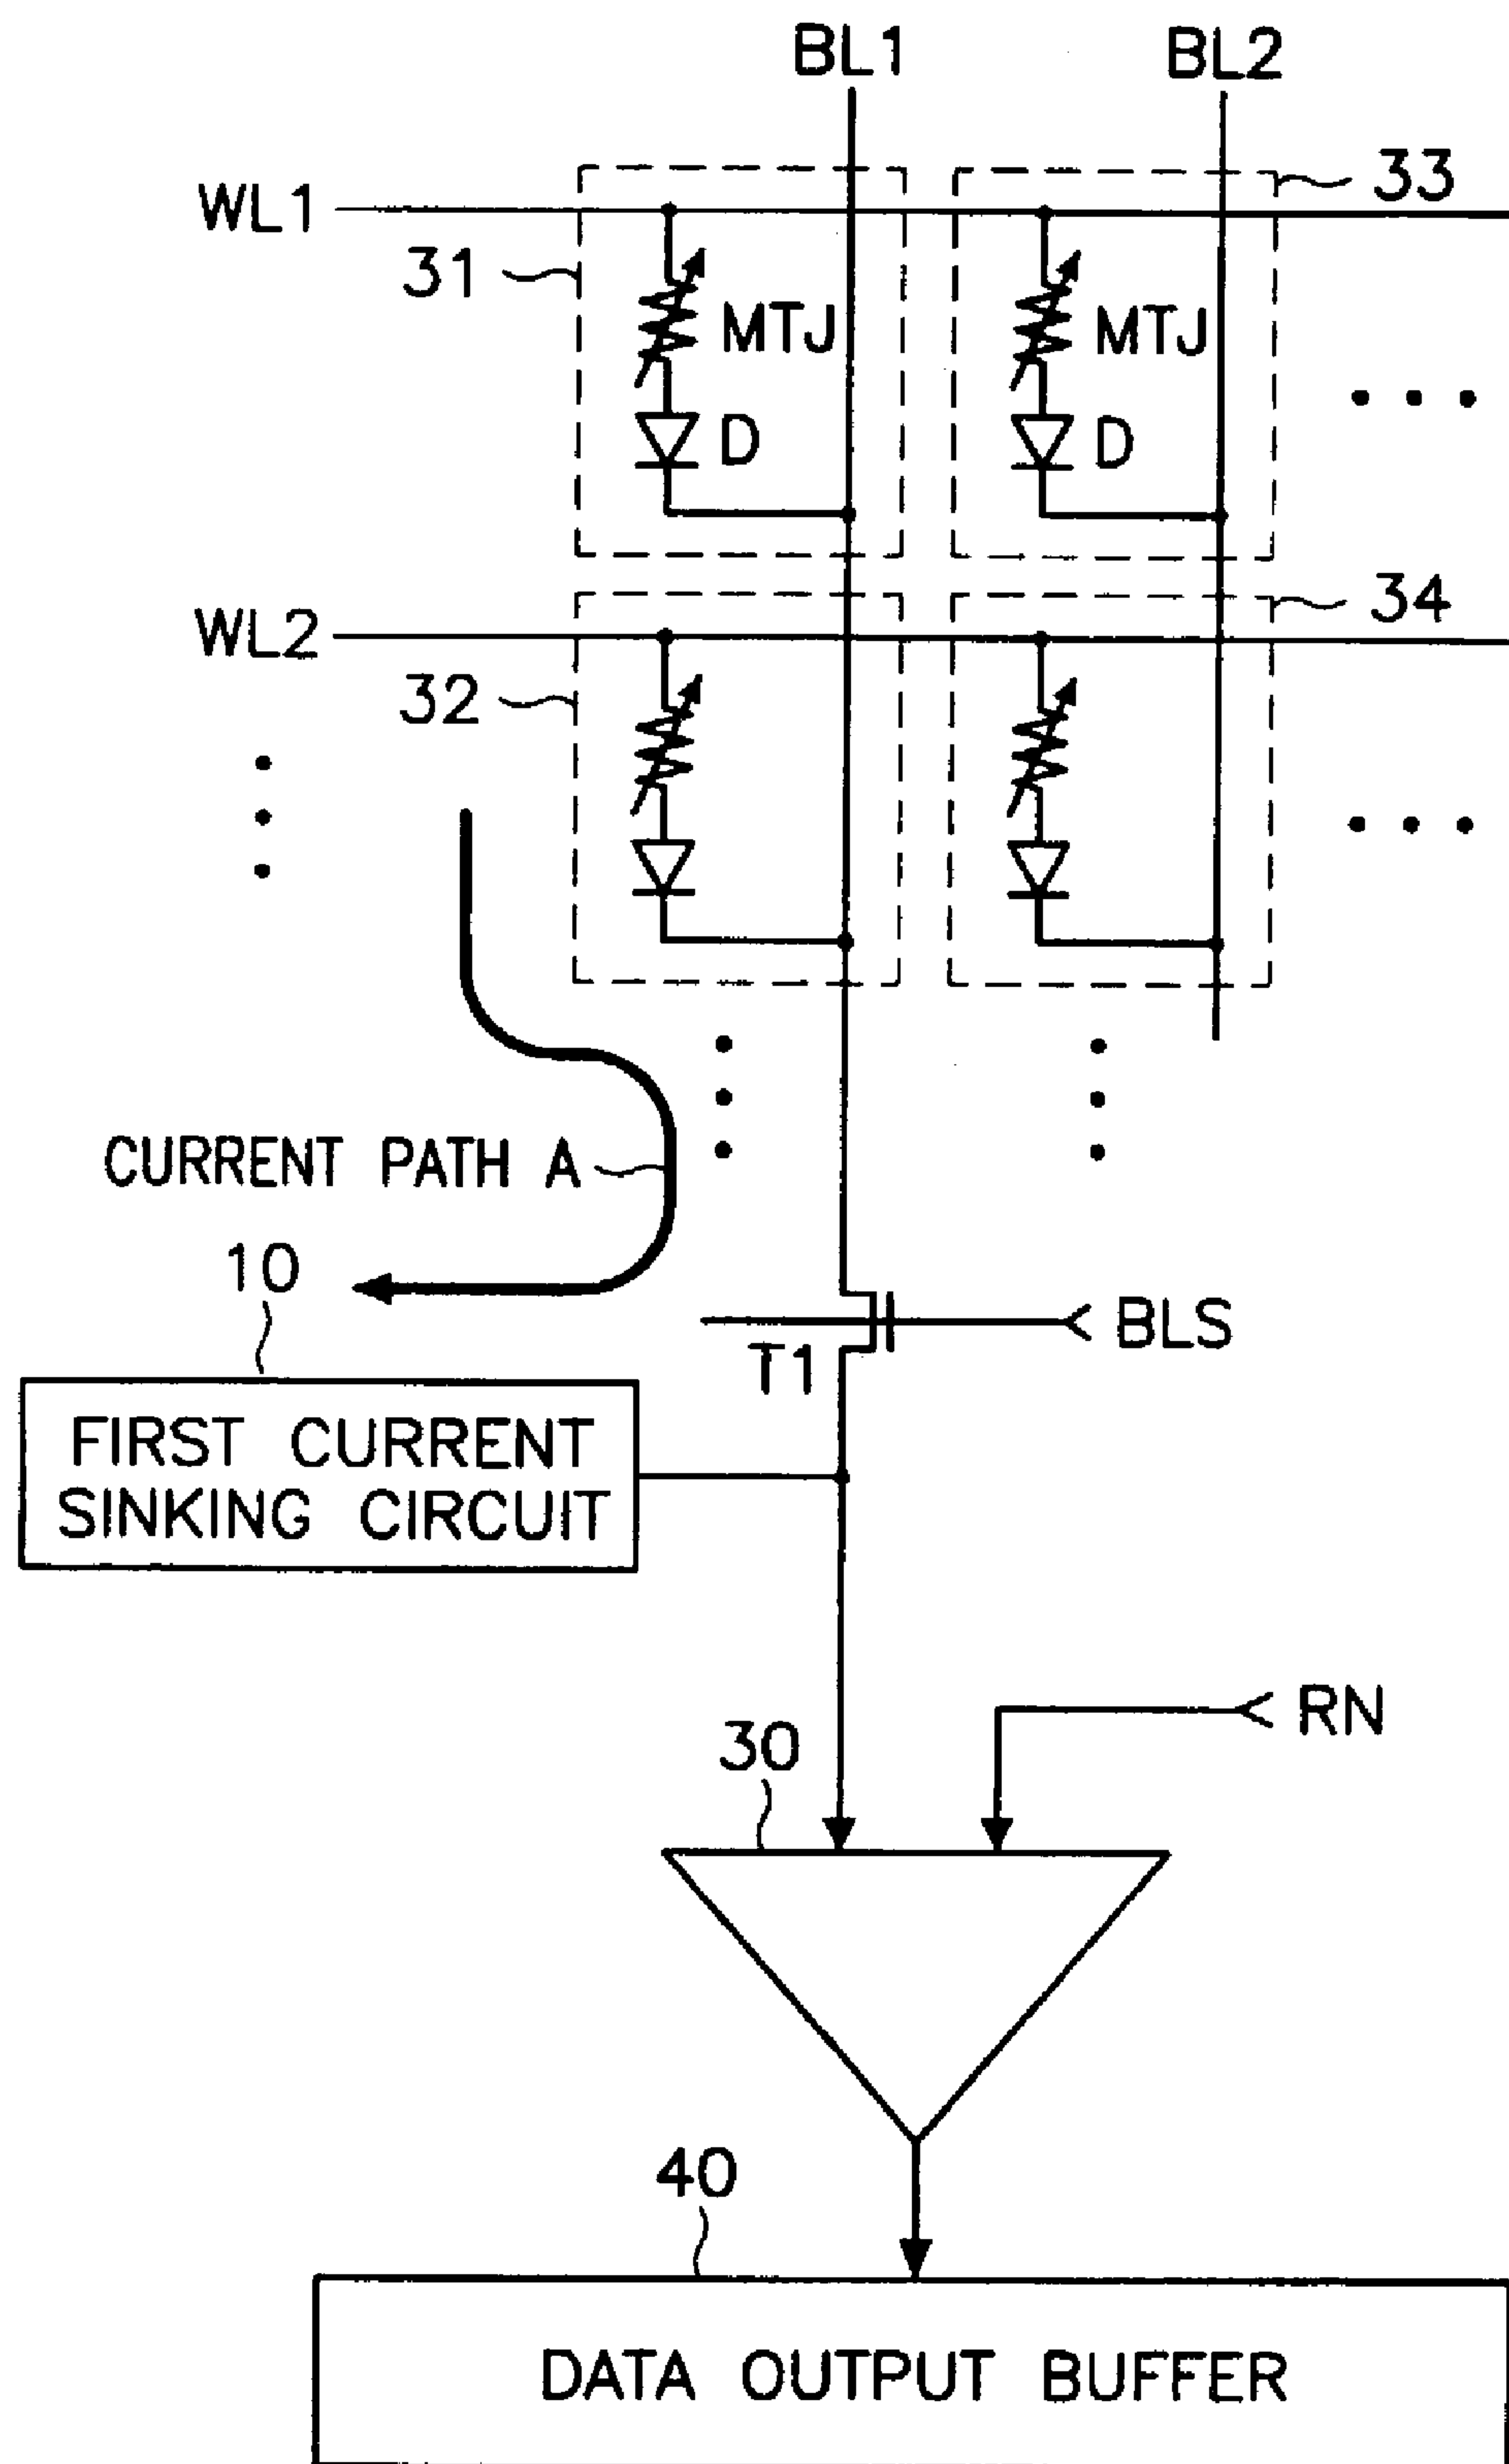 BL1 BL2
33
WL1
31
MTJ MTJ
D D
34
WL2
32
CURRENT PATH A
10
BLS
T1
FIRST CURRENT
SINKING CIRCUIT
RN
30
40
DATA OUTPUT BUFFER